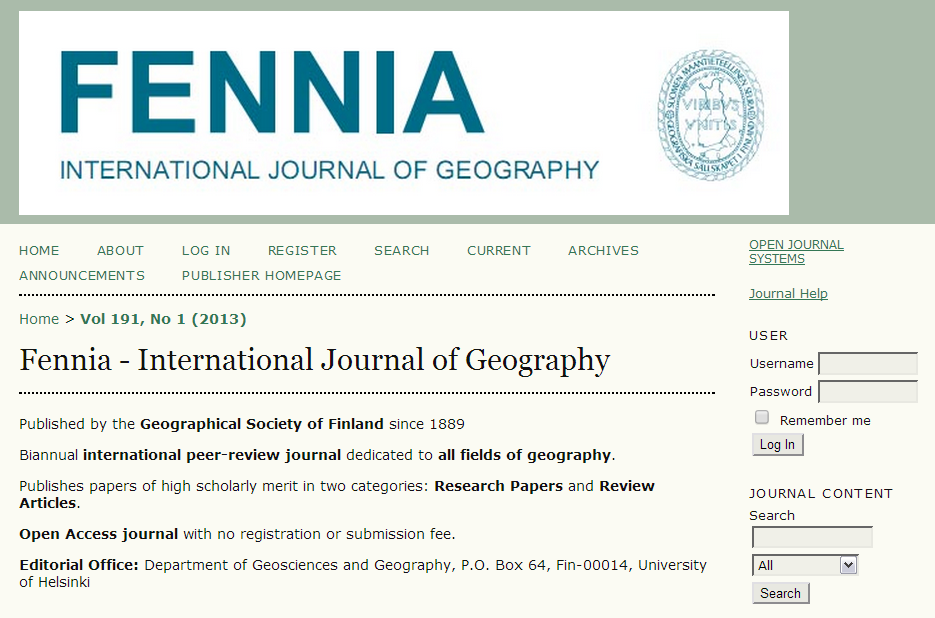 FENNIA
INTERNATIONAL JOURNAL OF GEOGRAPHY
SUOMEN MAANTIETEELLINEN SEURA
GEOGRAFISKA SÄLLSKAPET I FINLAND
VIRIBVS
VNITIS
HOME ABOUT LOG IN REGISTER SEARCH CURRENT ARCHIVES
ANNOUNCEMENTS PUBLISHER HOMEPAGE
Home > Vol 191, No 1 (2013)
Fennia - International Journal of Geography
Published by the Geographical Society of Finland since 1889
Biannual international peer-review journal dedicated to all fields of geography.
Publishes papers of high scholarly merit in two categories: Research Papers and Review
Articles.
Open Access journal with no registration or submission fee.
Editorial Office: Department of Geosciences and Geography, P.O. Box 64, Fin-00014, University
of Helsinki
OPEN JOURNAL
SYSTEMS
Journal Help
USER
Username
Password
Remember me
Log In
JOURNAL CONTENT
Search
All
Search